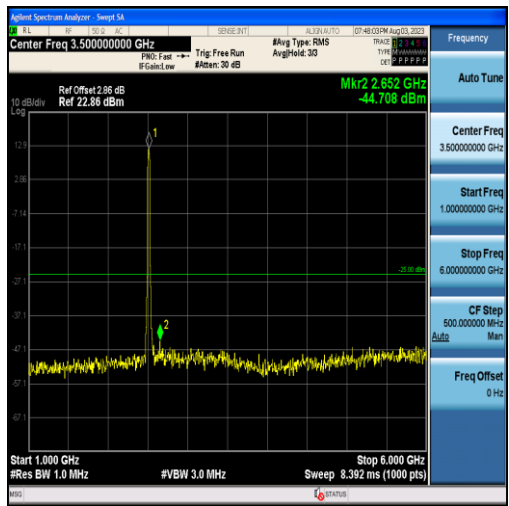 Agilent Spectrum Analyzer - Swept SA
RL RF 50 Ω AC SENSE:INT ALIGN AUTO 07:48:03 PM Aug 03, 2023
Center Freq 3.500000000 GHz
PNO: Fast
IFGain:Low
Trig: Free Run
#Atten: 30 dB
#Avg Type: RMS
Avg|Hold: 3/3
TRACE 1 2 3 4 5 6
TYPE
DET P P P P P P
Mkr2 2.652 GHz
-44.708 dBm
Ref Offset 2.86 dB
10 dB/div Ref 22.86 dBm
Log
1
12.9
2.86
-7.14
-17.1
-25.00 dBm
-27.1
2
-37.1
-47.1
-57.1
-67.1
Start 1.000 GHz Stop 6.000 GHz
#Res BW 1.0 MHz #VBW 3.0 MHz Sweep 8.392 ms (1000 pts)
MSG STATUS
Frequency
Auto Tune
Center Freq
3.500000000 GHz
Start Freq
1.000000000 GHz
Stop Freq
6.000000000 GHz
CF Step
500.000000 MHz
Auto Man
Freq Offset
0 Hz